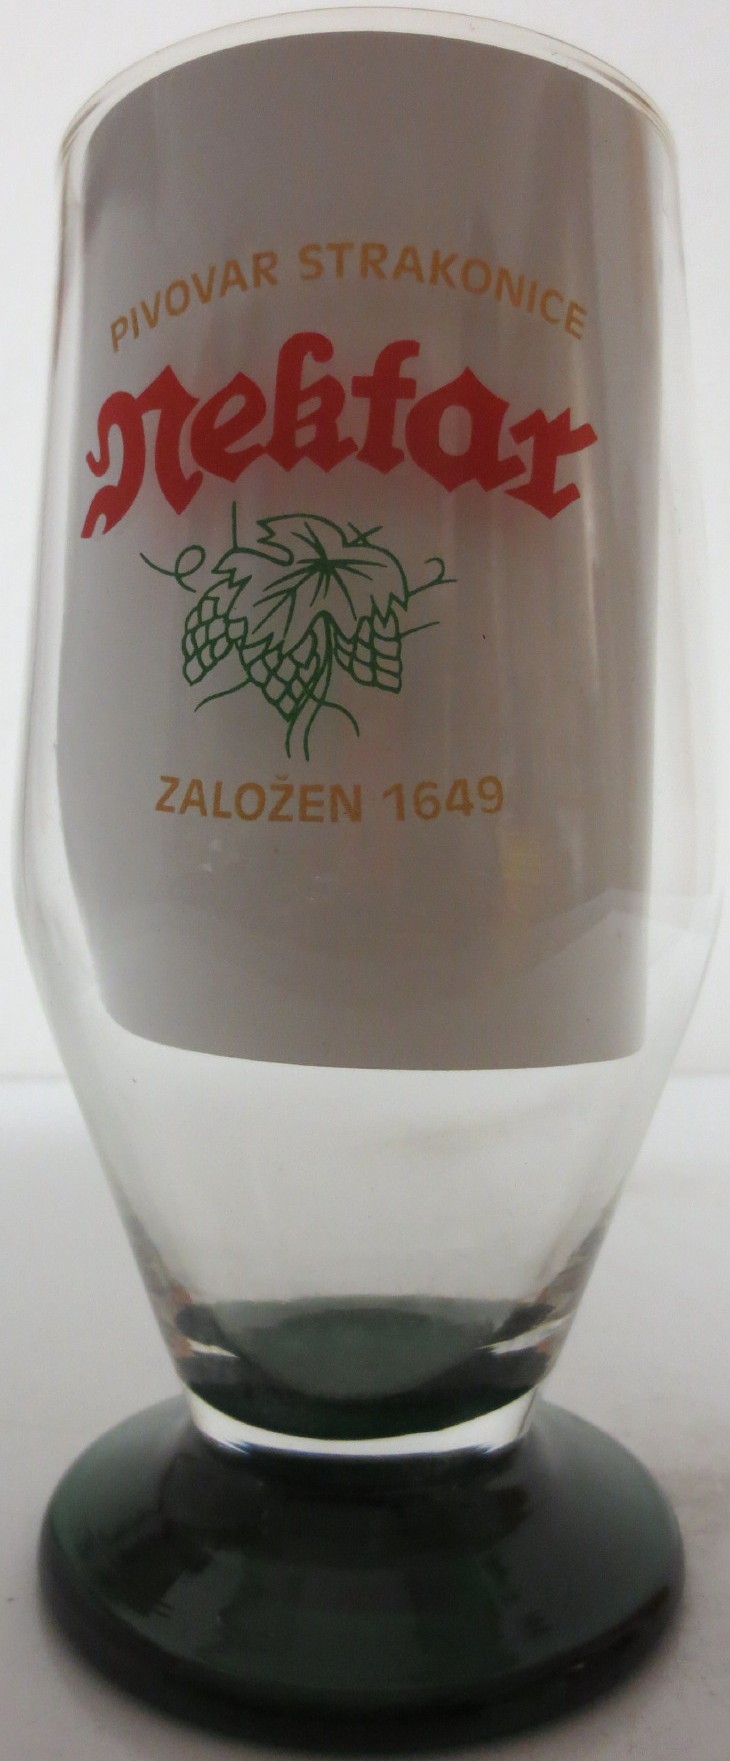 PIVOVAR STRAKONICE
Nektar
ZALOŽEN 1649